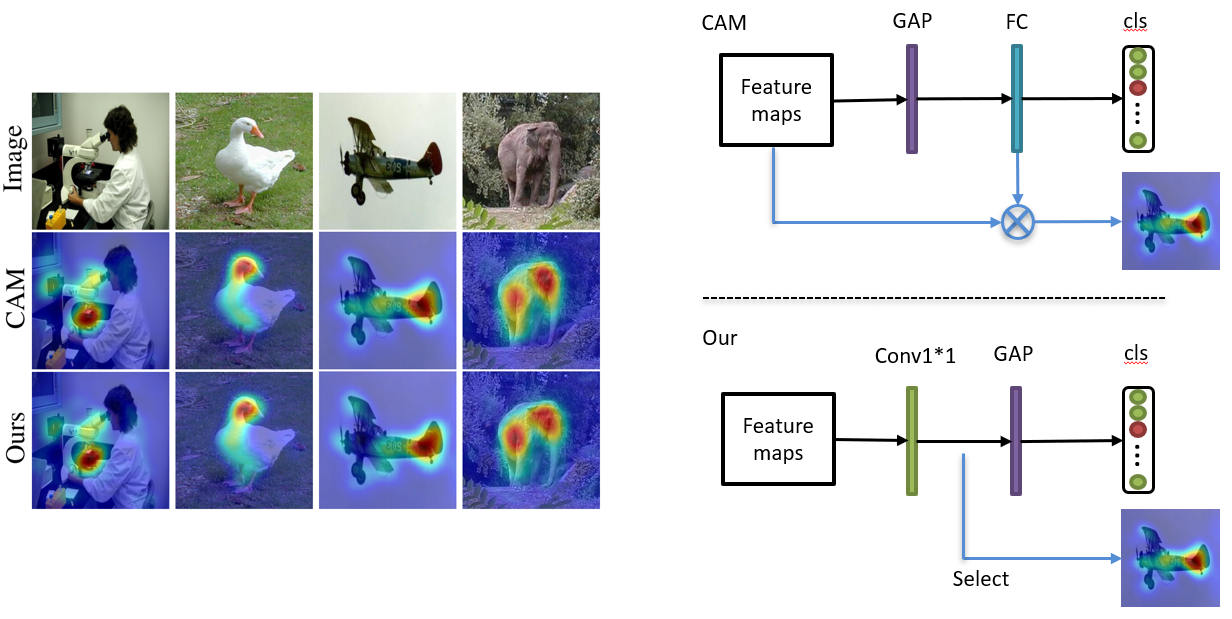 Image
CAM
Ours
CAM
GAP
FC
cls
Feature
maps
Our
Conv1*1
GAP
cls
Feature
maps
Select